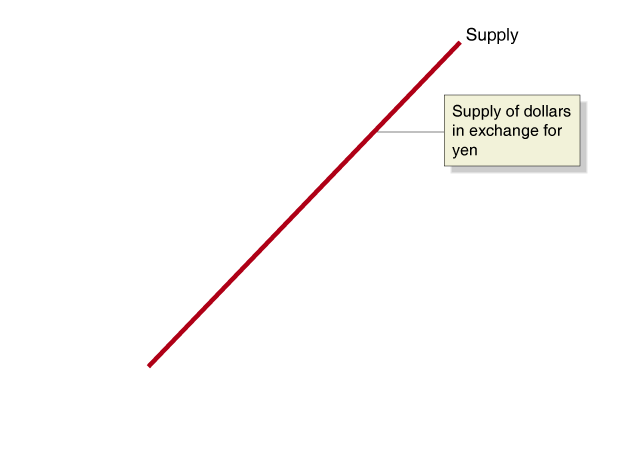 Supply
Supply of dollars
in exchange for
yen